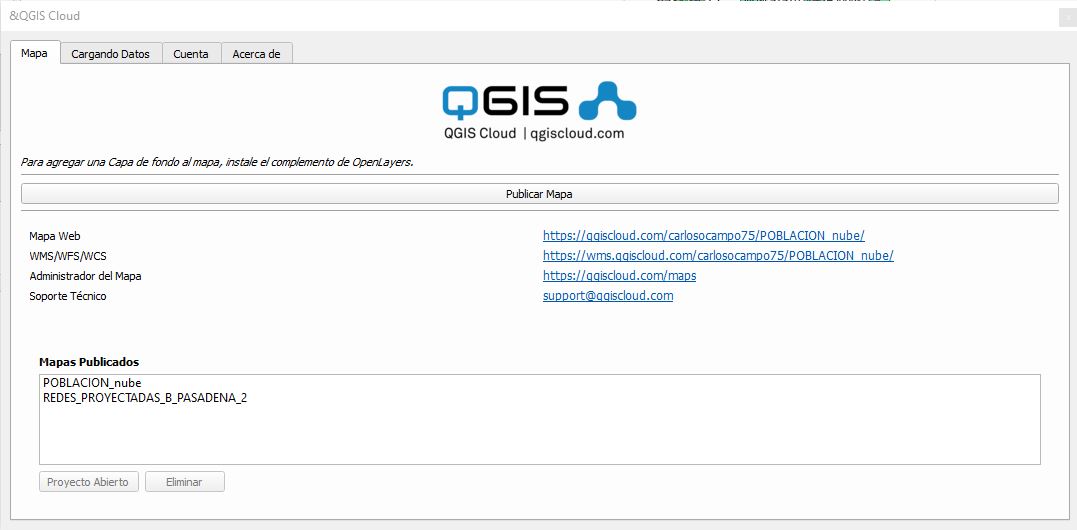 &QGIS Cloud
Mapa Cargando Datos Cuenta Acerca de
QGIS
QGIS Cloud | qgiscloud.com
Para agregar una Capa de fondo al mapa, instale el complemento de OpenLayers.
Publicar Mapa
Mapa Web https://qgiscloud.com/carlosocampo75/POBLACION_nube/
WMS/WFS/WCS https://wms.qgiscloud.com/carlosocampo75/POBLACION_nube/
Administrador del Mapa https://qgiscloud.com/maps
Soporte Técnico support@qgiscloud.com
Mapas Publicados
POBLACION_nube
REDES_PROYECTADAS_B_PASADENA_2
Proyecto Abierto Eliminar